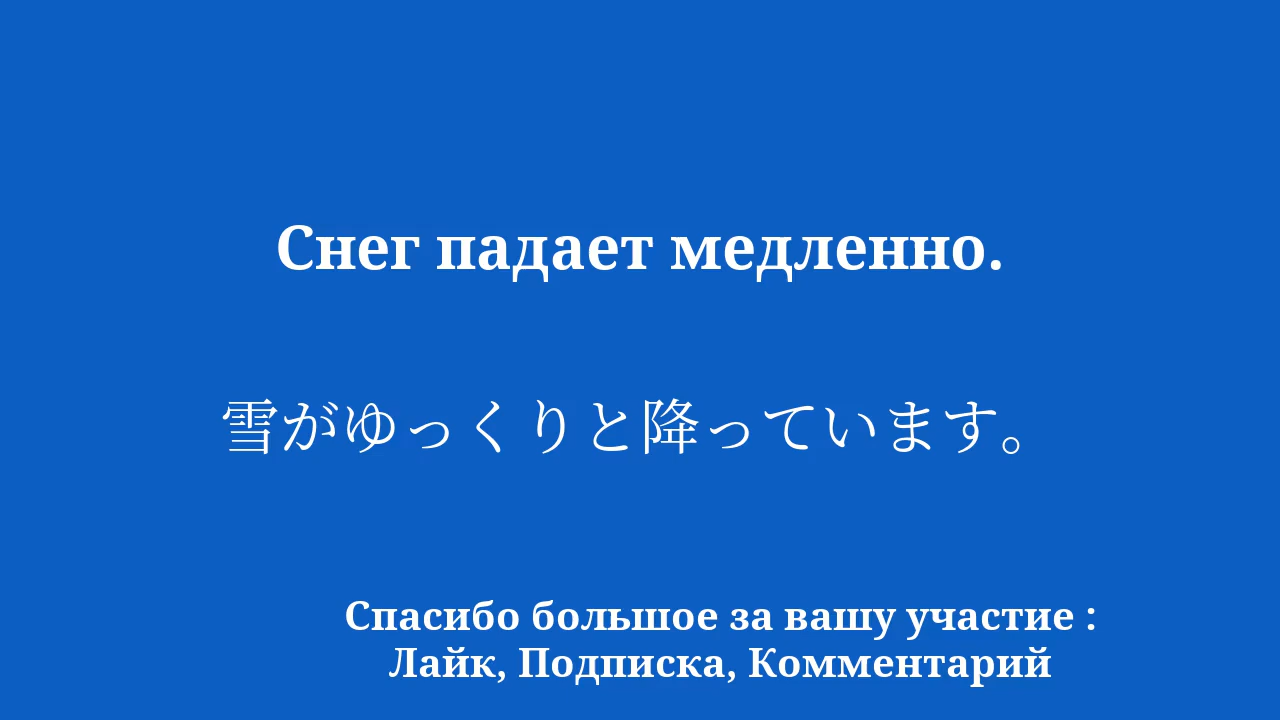 Снег падает медленно.
雪がゆっくりと降っています。
Спасибо большое за вашу участие :
Лайк, Подписка, Комментарий